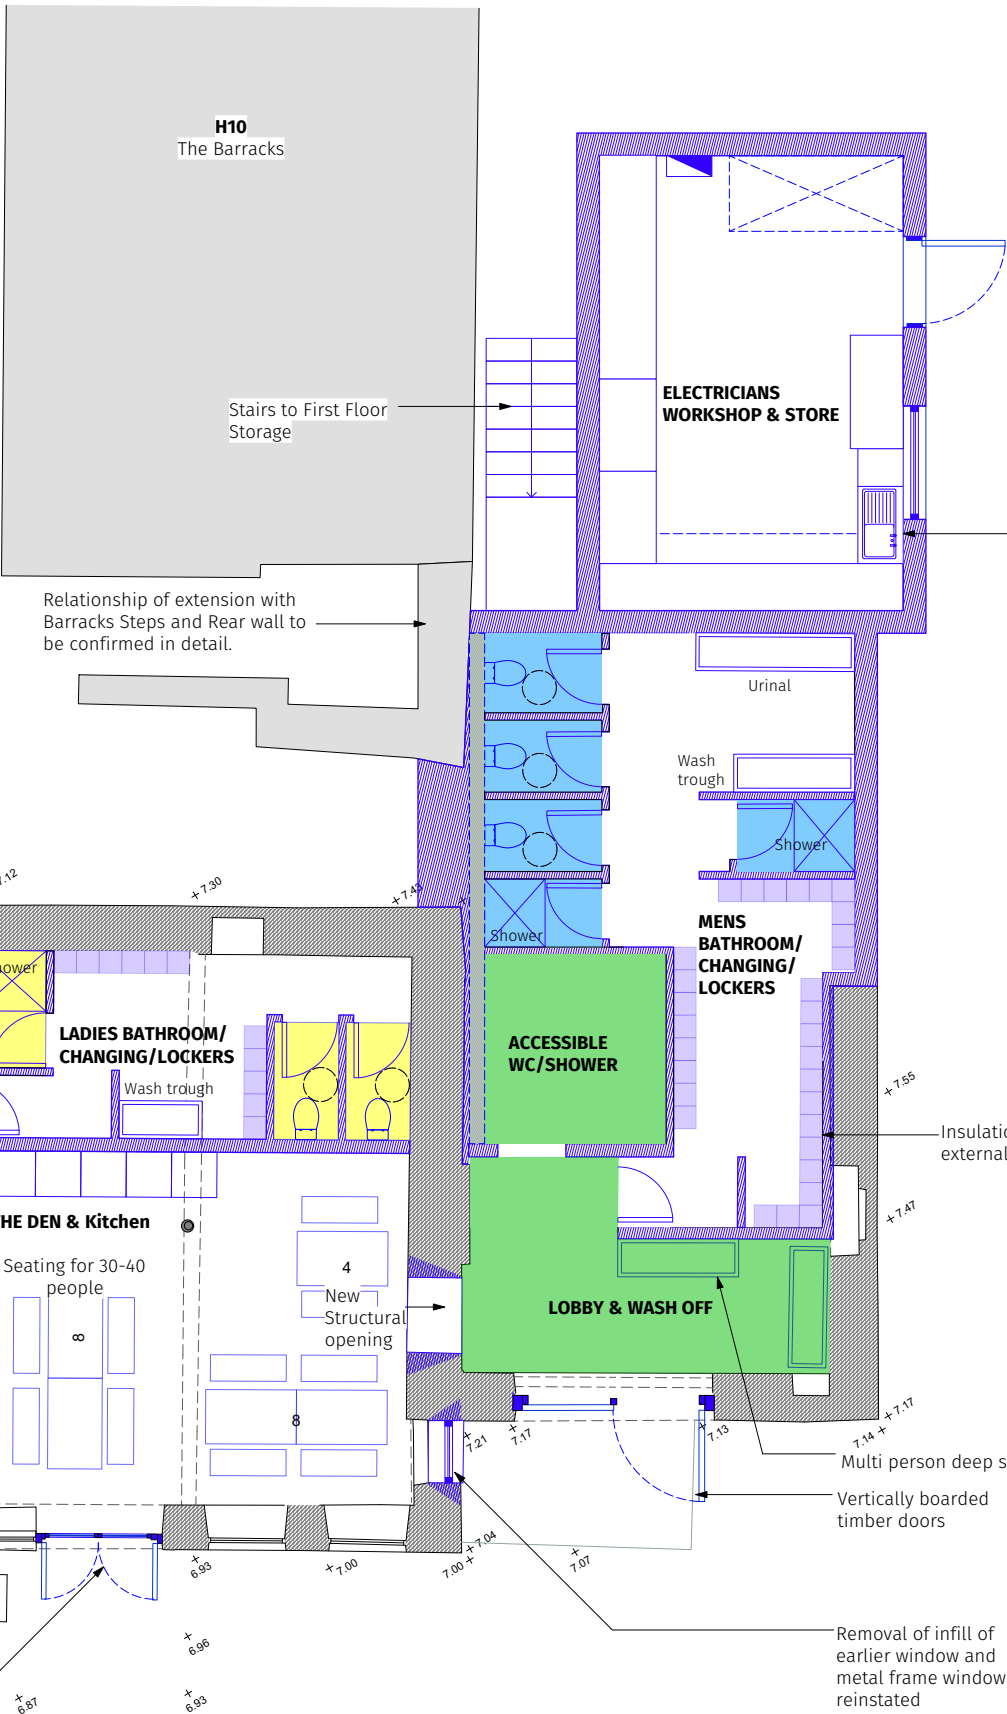 H10
The Barracks
Stairs to First Floor
Storage
ELECTRICIANS
WORKSHOP & STORE
Relationship of extension with
Barracks Steps and Rear wall to
be confirmed in detail.
Urinal
Wash
trough
Shower
Shower
MENS
BATHROOM/
CHANGING/
LOCKERS
7.12
+ 7.30
+ 7.43
LADIES BATHROOM/
CHANGING/LOCKERS
Wash trough
ACCESSIBLE
WC/SHOWER
+ 7.55
external
+ 7.47
THE DEN & Kitchen
Seating for 30-40
people
4
8
8
New
Structural
opening
LOBBY & WASH OFF
+ 7.21
+ 7.17
+ 7.13
7.14 +
+ 7.17
Multi person deep s
Vertically boarded
timber doors
+ 6.93
+ 7.00
7.00 +
+ 7.04
+ 7.07
Removal of infill of
earlier window and
metal frame window
reinstated
+ 6.96
+ 6.87
+ 6.93